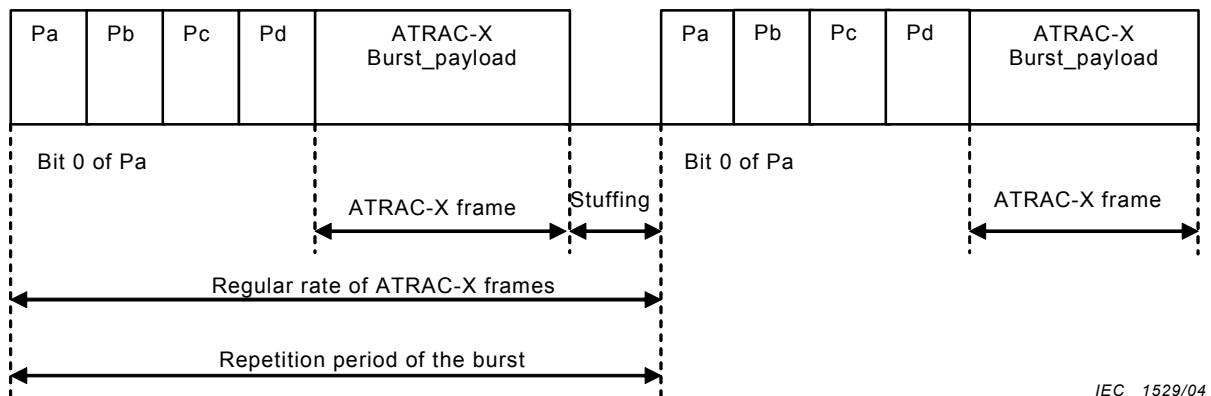 Pa Pb Pc Pd ATRAC-X Burst_payload Pa Pb Pc Pd ATRAC-X Burst_payload
Bit 0 of Pa Bit 0 of Pa
ATRAC-X frame Stuffing ATRAC-X frame
Regular rate of ATRAC-X frames
Repetition period of the burst
IEC 1529/04